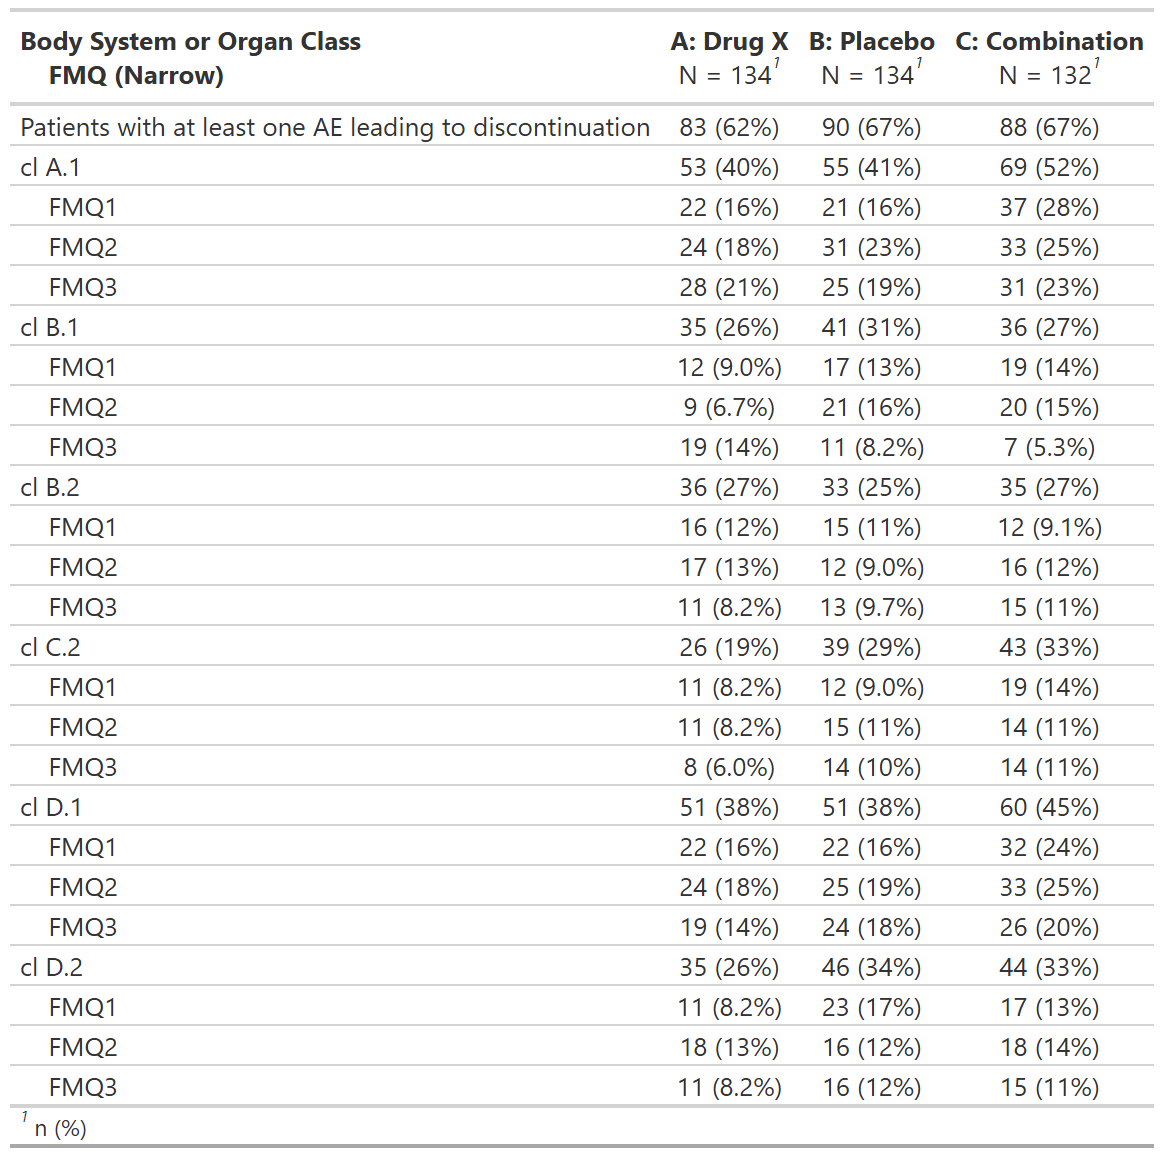 Body System or Organ Class A: Drug X B: Placebo C: Combination
FMQ (Narrow) N = 134¹ N = 134¹ N = 132¹
Patients with at least one AE leading to discontinuation 83 (62%) 90 (67%) 88 (67%)
cl A.1 53 (40%) 55 (41%) 69 (52%)
FMQ1 22 (16%) 21 (16%) 37 (28%)
FMQ2 24 (18%) 31 (23%) 33 (25%)
FMQ3 28 (21%) 25 (19%) 31 (23%)
cl B.1 35 (26%) 41 (31%) 36 (27%)
FMQ1 12 (9.0%) 17 (13%) 19 (14%)
FMQ2 9 (6.7%) 21 (16%) 20 (15%)
FMQ3 19 (14%) 11 (8.2%) 7 (5.3%)
cl B.2 36 (27%) 33 (25%) 35 (27%)
FMQ1 16 (12%) 15 (11%) 12 (9.1%)
FMQ2 17 (13%) 12 (9.0%) 16 (12%)
FMQ3 11 (8.2%) 13 (9.7%) 15 (11%)
cl C.2 26 (19%) 39 (29%) 43 (33%)
FMQ1 11 (8.2%) 12 (9.0%) 19 (14%)
FMQ2 11 (8.2%) 15 (11%) 14 (11%)
FMQ3 8 (6.0%) 14 (10%) 14 (11%)
cl D.1 51 (38%) 51 (38%) 60 (45%)
FMQ1 22 (16%) 22 (16%) 32 (24%)
FMQ2 24 (18%) 25 (19%) 33 (25%)
FMQ3 19 (14%) 24 (18%) 26 (20%)
cl D.2 35 (26%) 46 (34%) 44 (33%)
FMQ1 11 (8.2%) 23 (17%) 17 (13%)
FMQ2 18 (13%) 16 (12%) 18 (14%)
FMQ3 11 (8.2%) 16 (12%) 15 (11%)
¹ n (%)